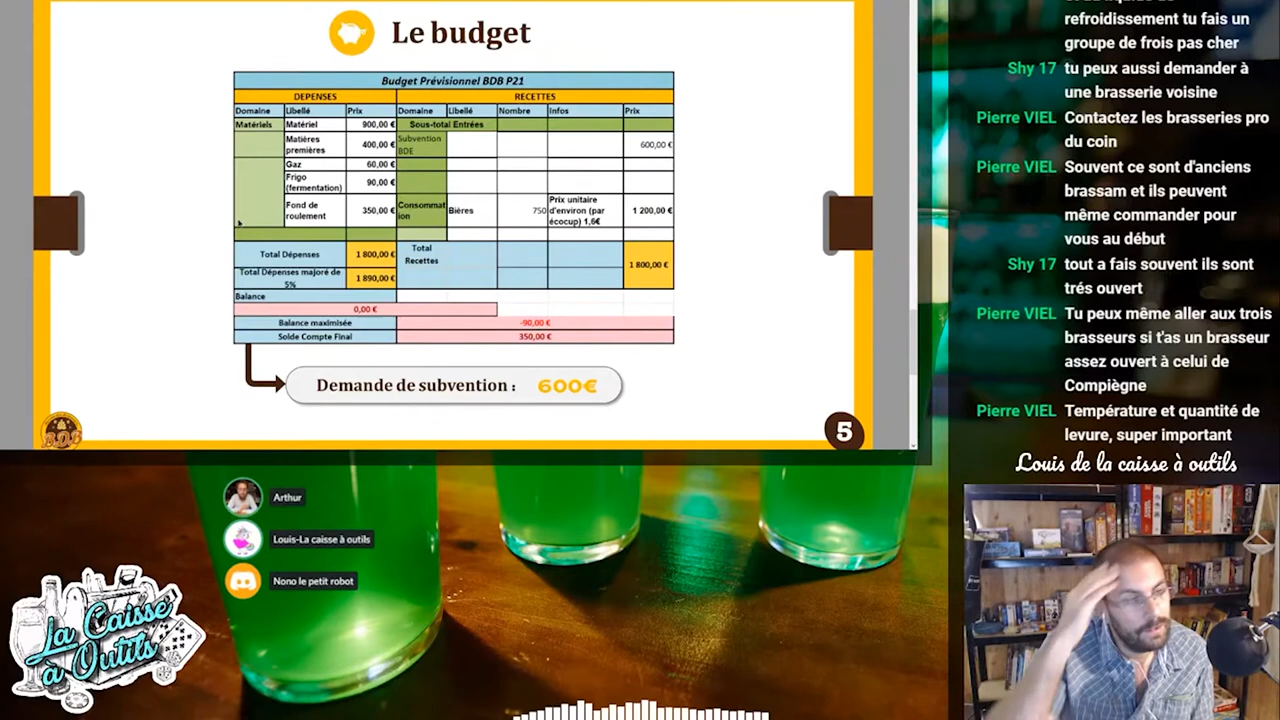 Le budget
Budget Prévisionnel BDB P21
DEPENSES RECETTES
Domaine Libellé Prix Domaine Libellé Nombre Infos Prix
Matériels Matériel 900,00 € Sous-total Entrées
Matières premières 400,00 € Subvention BDE 600,00 €
Gaz 60,00 €
Frigo (fermentation) 90,00 €
Fond de roulement 350,00 € Consommation Bières 750 Prix unitaire d'environ (par écocup) 1,6€ 1 200,00 €
Total Dépenses 1 800,00 € Total Recettes 1 800,00 €
Total Dépenses majoré de 5% 1 890,00 €
Balance
0,00 €
Balance maximisée -90,00 €
Solde Compte Final 350,00 €
Demande de subvention : 600€
BDB
5
Arthur
Louis-La caisse à outils
Nono le petit robot
La Caisse
à Outils
refroidissement tu fais un
groupe de frois pas cher
Shy 17 tu peux aussi demander à
une brasserie voisine
Pierre VIEL Contactez les brasseries pro
du coin
Pierre VIEL Souvent ce sont d'anciens
brassam et ils peuvent
même commander pour
vous au début
Shy 17 tout a fais souvent ils sont
trés ouvert
Pierre VIEL Tu peux même aller aux trois
brasseurs si t'as un brasseur
assez ouvert à celui de
Compiègne
Pierre VIEL Température et quantité de
levure, super important
Louis de la caisse à outils